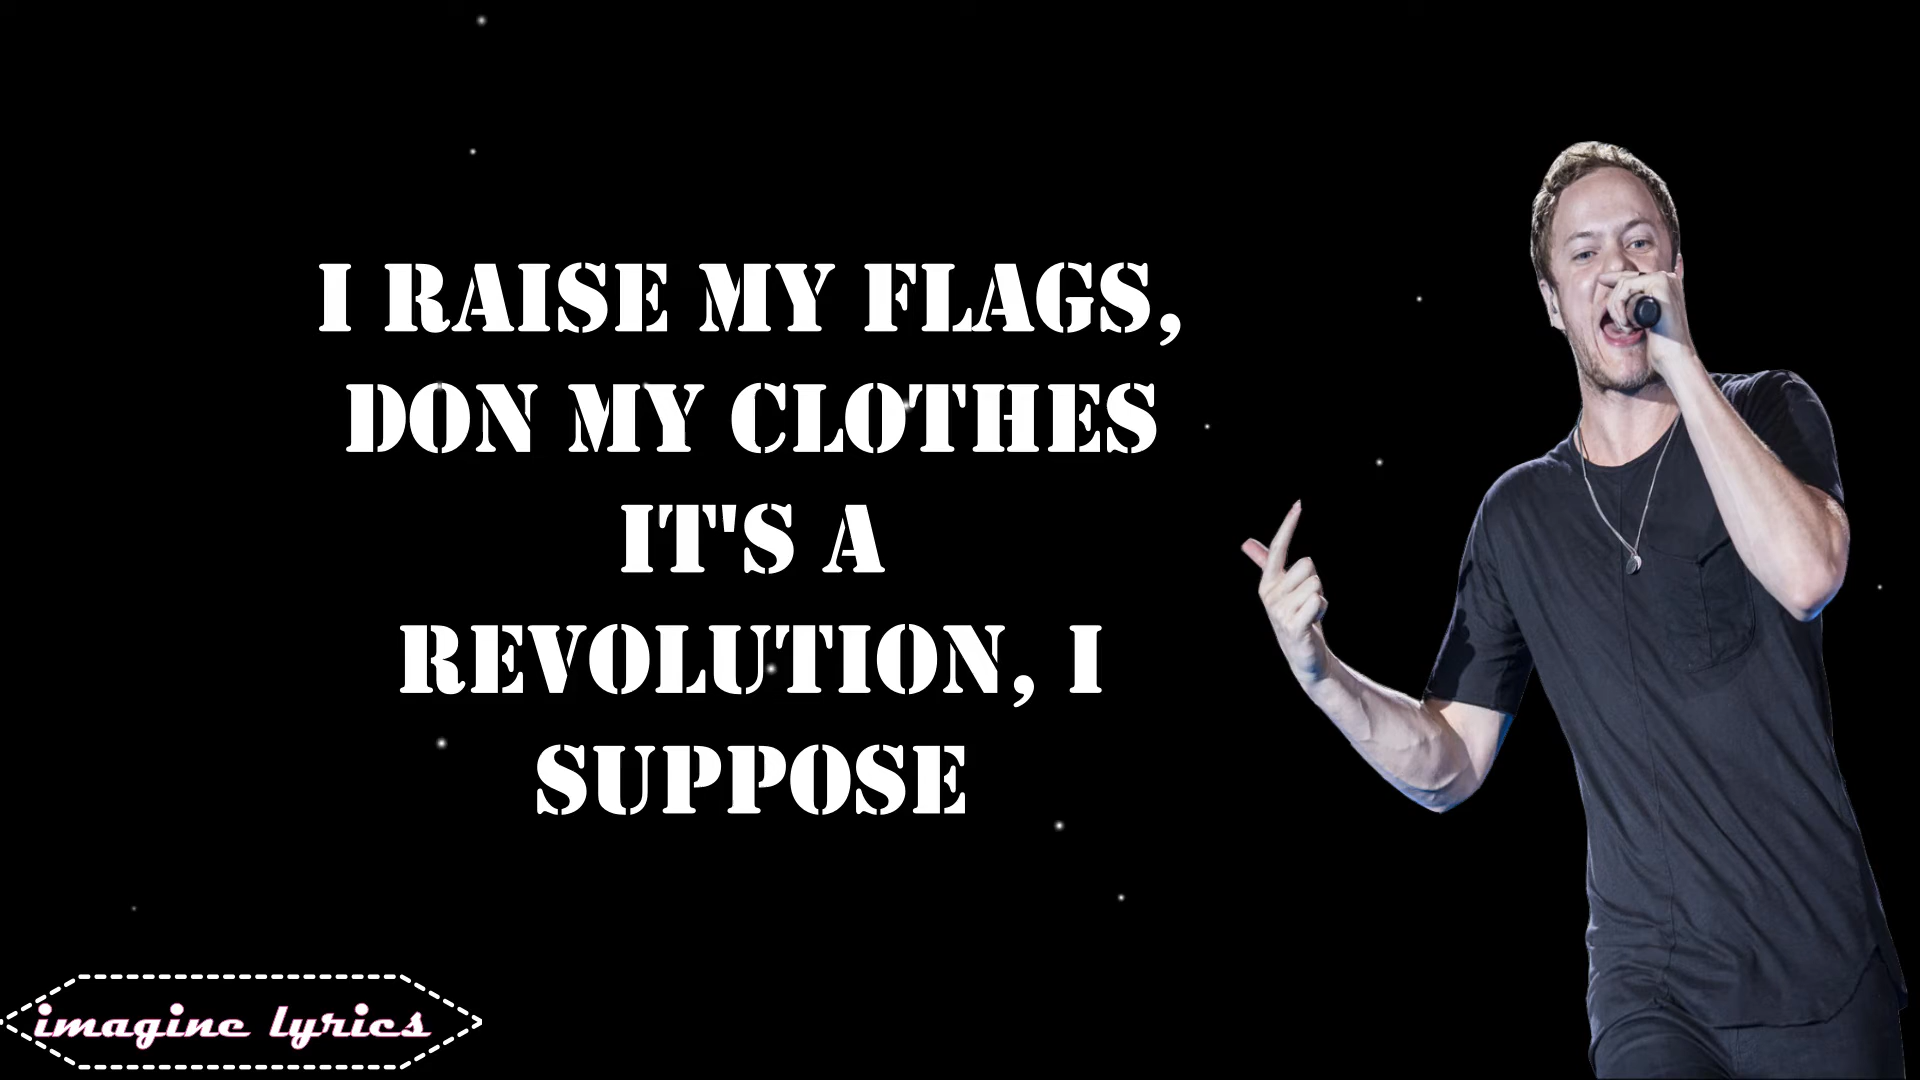 I RAISE MY FLAGS,
DON MY CLOTHES
IT'S A
REVOLUTION, I
SUPPOSE
imagine lyrics